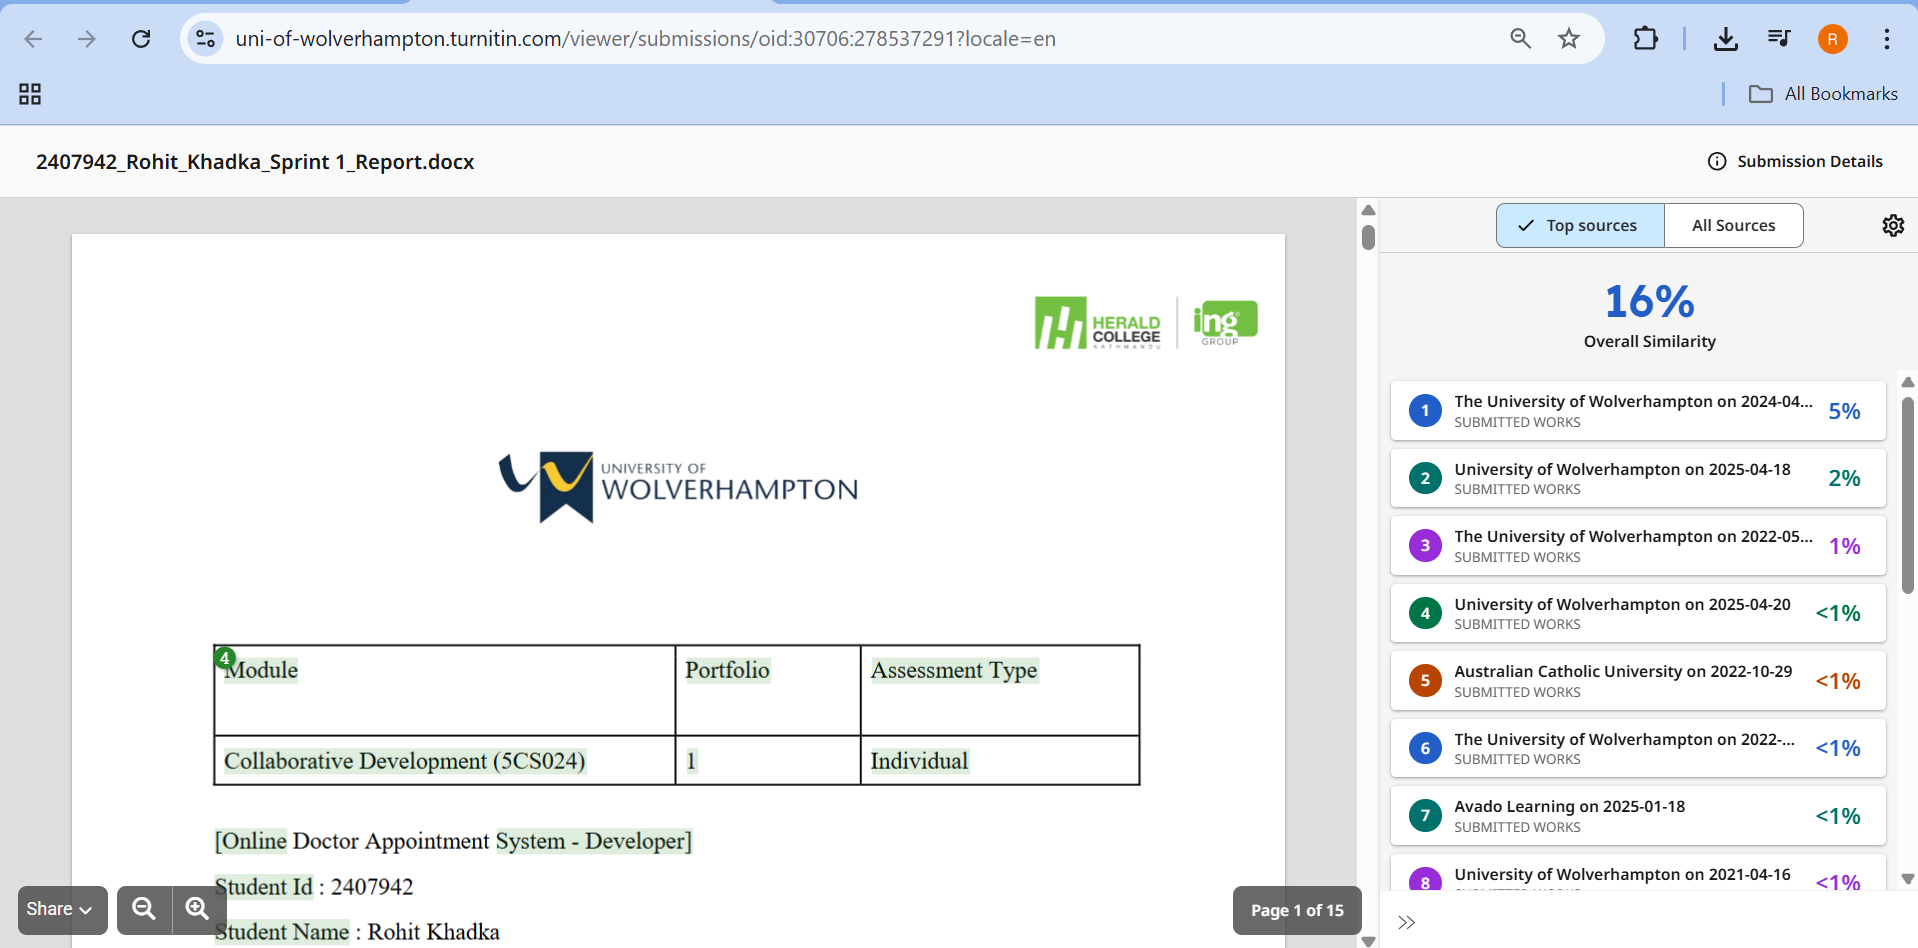 uni-of-wolverhampton.turnitin.com/viewer/submissions/oid:30706:278537291?locale=en
R
All Bookmarks
2407942_Rohit_Khadka_Sprint 1_Report.docx
Submission Details
Top sources
All Sources
HERALD
COLLEGE
KATHMANDU
ing
GROUP
UNIVERSITY OF
WOLVERHAMPTON
4
Module
Portfolio
Assessment Type
Collaborative Development (5CS024)
1
Individual
[Online Doctor Appointment System - Developer]
Student Id : 2407942
Student Name : Rohit Khadka
Share
Page 1 of 15
16%
Overall Similarity
1
The University of Wolverhampton on 2024-04...
SUBMITTED WORKS
5%
2
University of Wolverhampton on 2025-04-18
SUBMITTED WORKS
2%
3
The University of Wolverhampton on 2022-05...
SUBMITTED WORKS
1%
4
University of Wolverhampton on 2025-04-20
SUBMITTED WORKS
<1%
5
Australian Catholic University on 2022-10-29
SUBMITTED WORKS
<1%
6
The University of Wolverhampton on 2022-...
SUBMITTED WORKS
<1%
7
Avado Learning on 2025-01-18
SUBMITTED WORKS
<1%
8
University of Wolverhampton on 2021-04-16
<1%